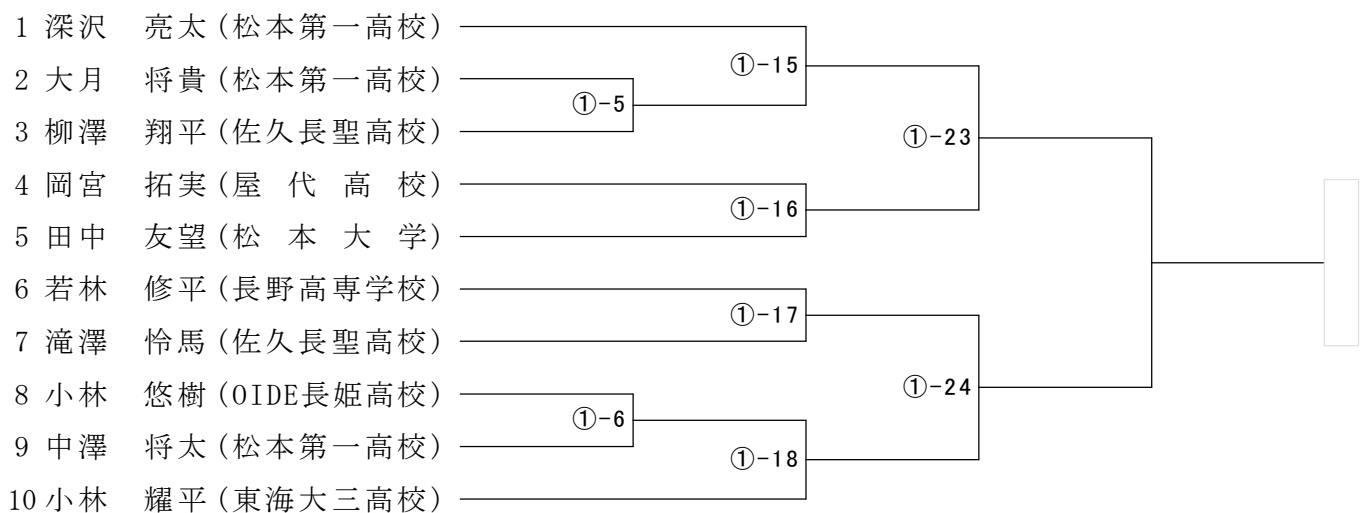 1 深沢 亮太(松本第一高校)
①-15
2 大月 将貴(松本第一高校)
①-5
3 柳澤 翔平(佐久長聖高校)
①-23
4 岡宮 拓実(屋代高校)
①-16
5 田中 友望(松本大学)
6 若林 修平(長野高専学校)
①-17
7 滝澤 怜馬(佐久長聖高校)
①-24
8 小林 悠樹(OIDE長姫高校)
①-6
9 中澤 将太(松本第一高校)
①-18
10 小林 耀平(東海大三高校)